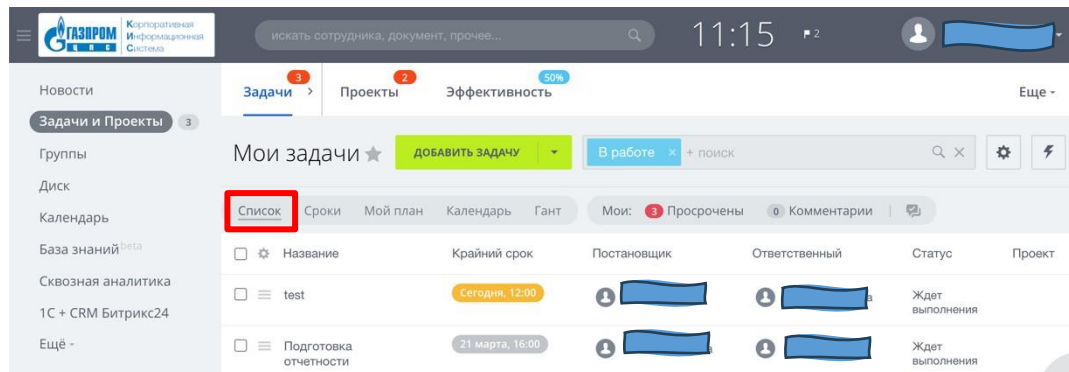 ГАЗПРОМ
ЦПС
Корпоративная
Информационная
Система
искать сотрудника, документ, прочее...
11:15
2
Новости
Задачи и Проекты 3
Группы
Диск
Календарь
База знаний beta
Сквозная аналитика
1С + CRM Битрикс24
Ещё -
Задачи 3
Проекты 2
Эффективность 50%
Еще -
Мои задачи
ДОБАВИТЬ ЗАДАЧУ
В работе × + поиск
Список Сроки Мой план Календарь Гант Мои: 3 Просрочены 0 Комментарии
Название Крайний срок Постановщик Ответственный Статус Проект
test Сегодня, 12:00 а Ждет
выполнения
Подготовка 21 марта, 16:00 а Ждет
отчетности выполнения